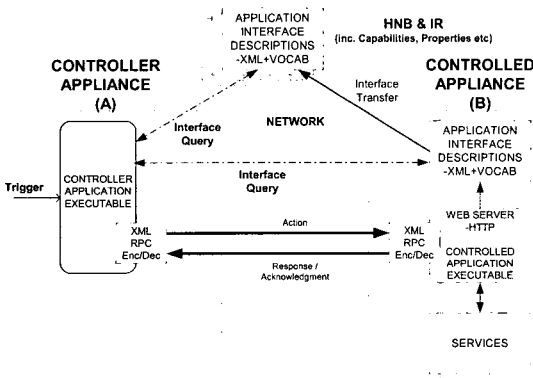 APPLICATION
INTERFACE
DESCRIPTIONS
-XML+VOCAB
HNB & IR
(inc. Capabilities, Properties etc)
CONTROLLER
APPLIANCE
(A)
CONTROLLED
APPLIANCE
(B)
Interface
Transfer
NETWORK
Interface
Query
APPLICATION
INTERFACE
DESCRIPTIONS
-XML+VOCAB
Interface
Query
Trigger
CONTROLLER
APPLICATION
EXECUTABLE
WEB SERVER
-HTTP
XML
RPC
Enc/Dec
Action
XML
RPC
Enc/Dec
CONTROLLED
APPLICATION
EXECUTABLE
Response /
Acknowledgment
SERVICES